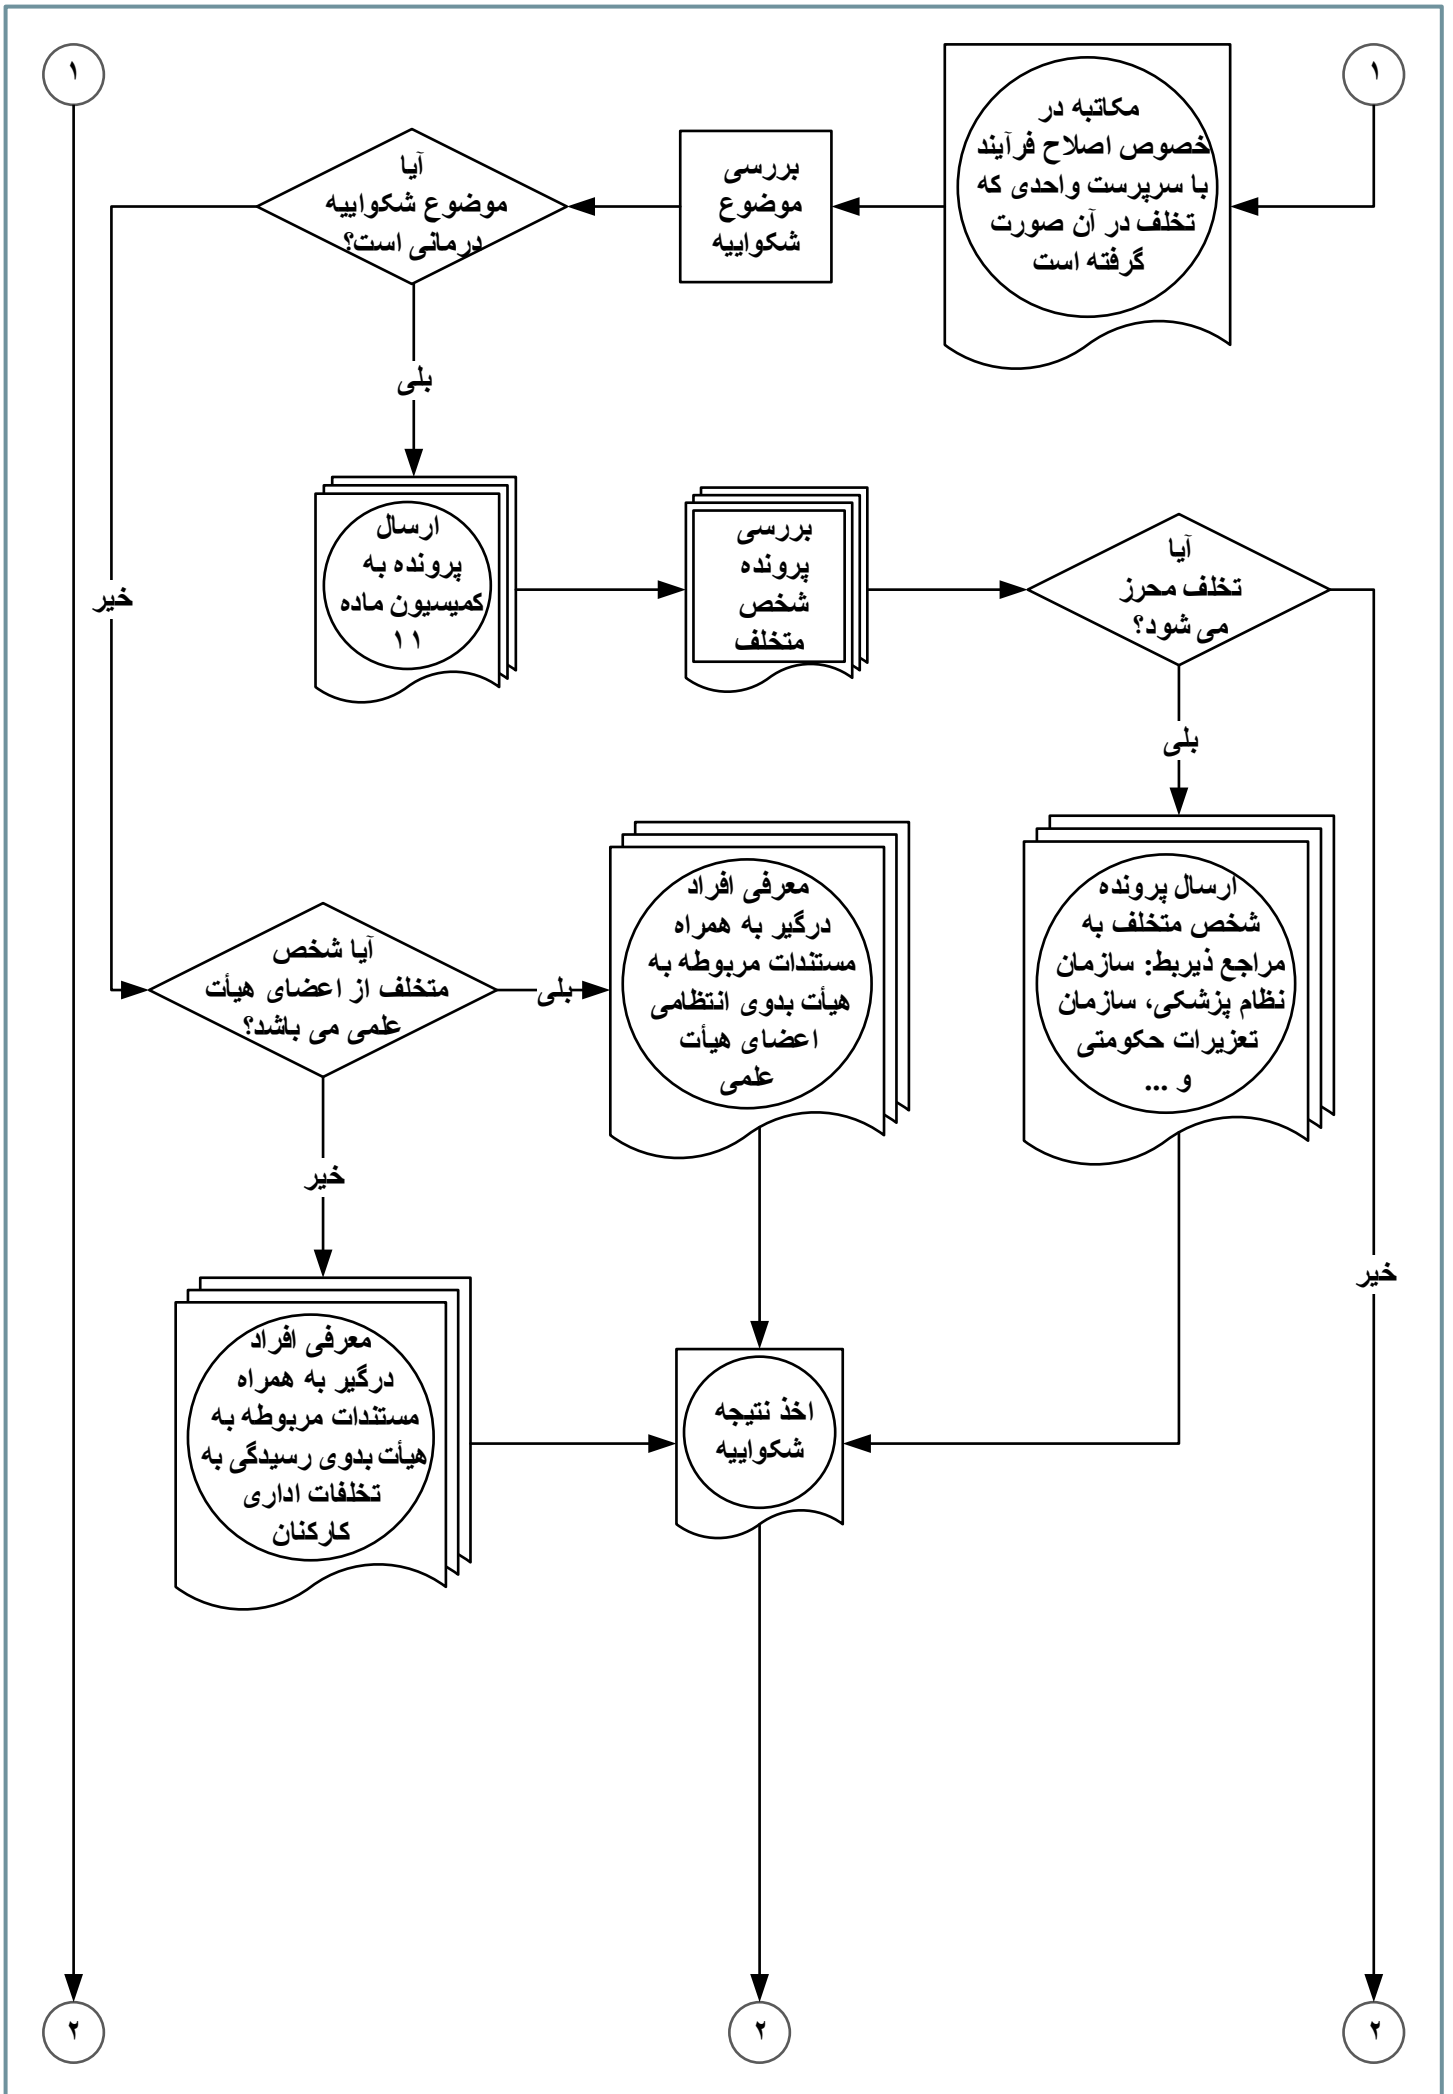 ۱
مکاتبه در
خصوص اصلاح فرآیند
با سرپرست واحدی که
تخلف در آن صورت
گرفته است
بررسی
موضوع
شکواییه
آیا
موضوع شکواییه
درمانی است؟
۱
بلی
خیر
ارسال
پرونده به
کمیسیون ماده
۱۱
بررسی
پرونده
شخص
متخلف
آیا
تخلف محرز
می شود؟
بلی
خیر
ارسال پرونده
شخص متخلف به
مراجع ذیربط: سازمان
نظام پزشکی، سازمان
تعزیرات حکومتی
و ...
آیا شخص
متخلف از اعضای هیأت
علمی می باشد؟
بلی
معرفی افراد
درگیر به همراه
مستندات مربوطه به
هیأت بدوی انتظامی
اعضای هیأت
علمی
خیر
معرفی افراد
درگیر به همراه
مستندات مربوطه به
هیأت بدوی رسیدگی به
تخلفات اداری
کارکنان
اخذ نتیجه
شکواییه
۲
۲
۲